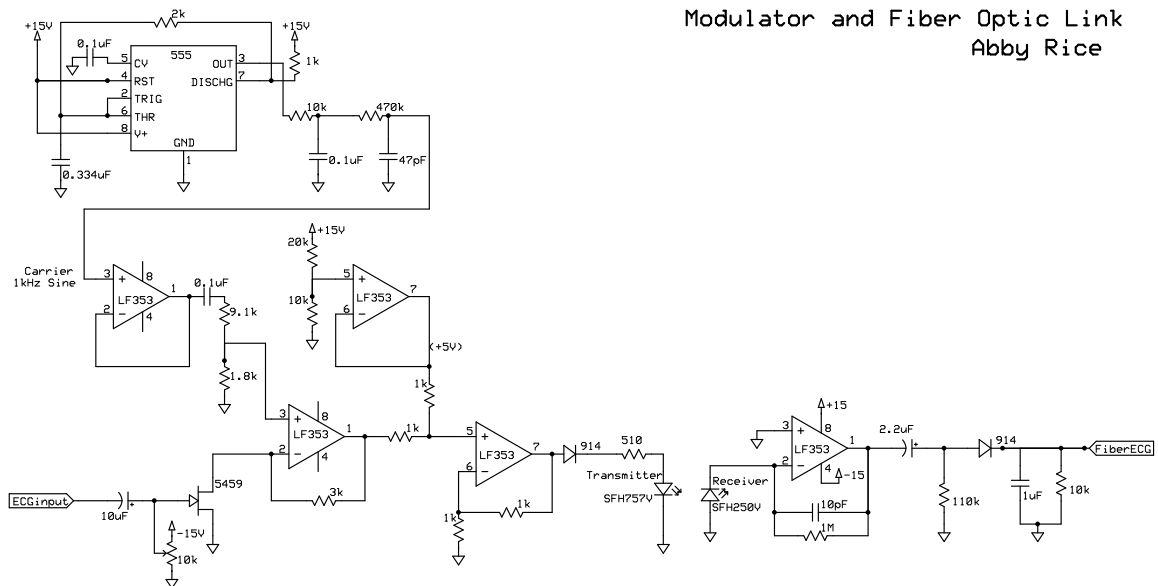 Modulator and Fiber Optic Link
Abby Rice
2k
+15V
+15V
0.1uF
555
5
CV
OUT
3
1k
4
RST
DISCHG
7
2
TRIG
6
THR
8
V+
GND
1
10k
470k
0.1uF
47pF
0.334uF
+15V
20k
Carrier
1kHz Sine
3
+
8
LF353
1
2
-
4
0.1uF
9.1k
1.8k
10k
5
+
LF353
7
6
-
(+5V)
1k
3
+
8
LF353
1
2
-
4
1k
3k
5
+
LF353
7
6
-
914
510
Transmitter
SFH757V
1k
1k
ECGinput
10uF
+
5459
-15V
10k
+15
3
+
8
LF353
1
2
-
4
-15
Receiver
SFH250V
10pF
1M
2.2uF
+
914
FiberECG
110k
1uF
10k